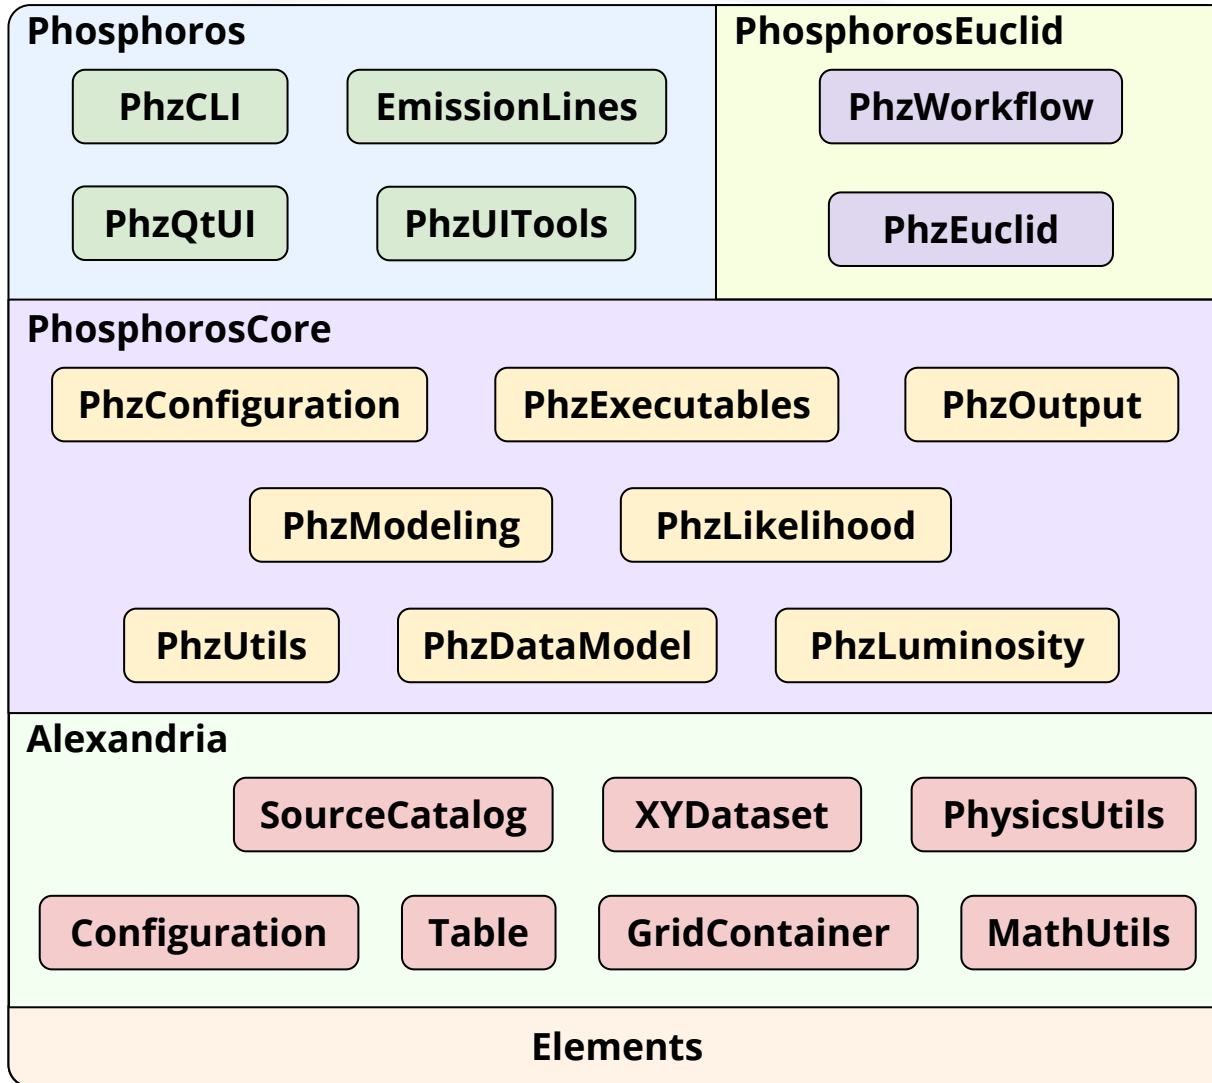 Phosphoros
PhzCLI
EmissionLines
PhzQtUI
PhzUITools
PhosphorosEuclid
PhzWorkflow
PhzEuclid
PhosphorosCore
PhzConfiguration
PhzExecutables
PhzOutput
PhzModeling
PhzLikelihood
PhzUtils
PhzDataModel
PhzLuminosity
Alexandria
SourceCatalog
XYDataset
PhysicsUtils
Configuration
Table
GridContainer
MathUtils
Elements